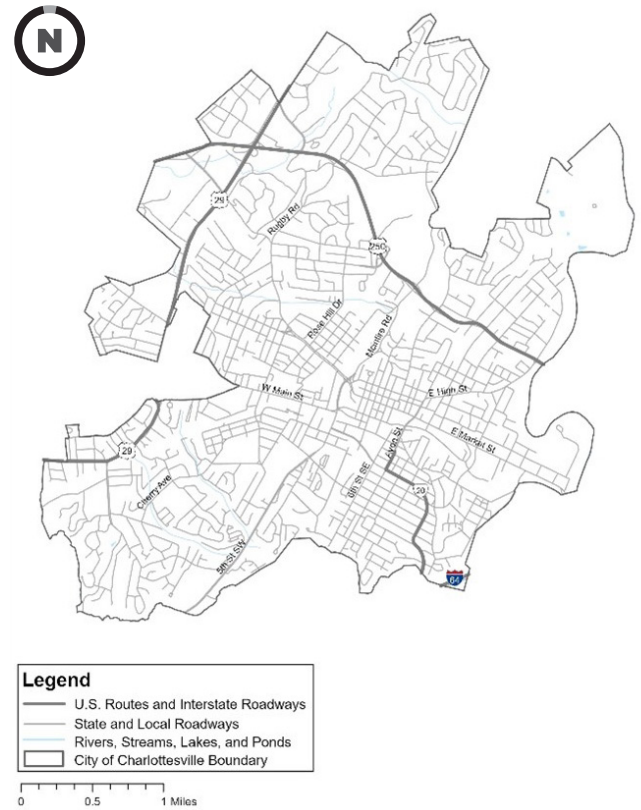 N
29
Rugby Rd
250
Rose Hill Dr
McIntire Rd
W Main St
E High St
E Market St
Avon St
29
6th St SE
Cherry Ave
20
5th St SW
64
Legend
U.S. Routes and Interstate Roadways
State and Local Roadways
Rivers, Streams, Lakes, and Ponds
City of Charlottesville Boundary
0 0.5 1 Miles